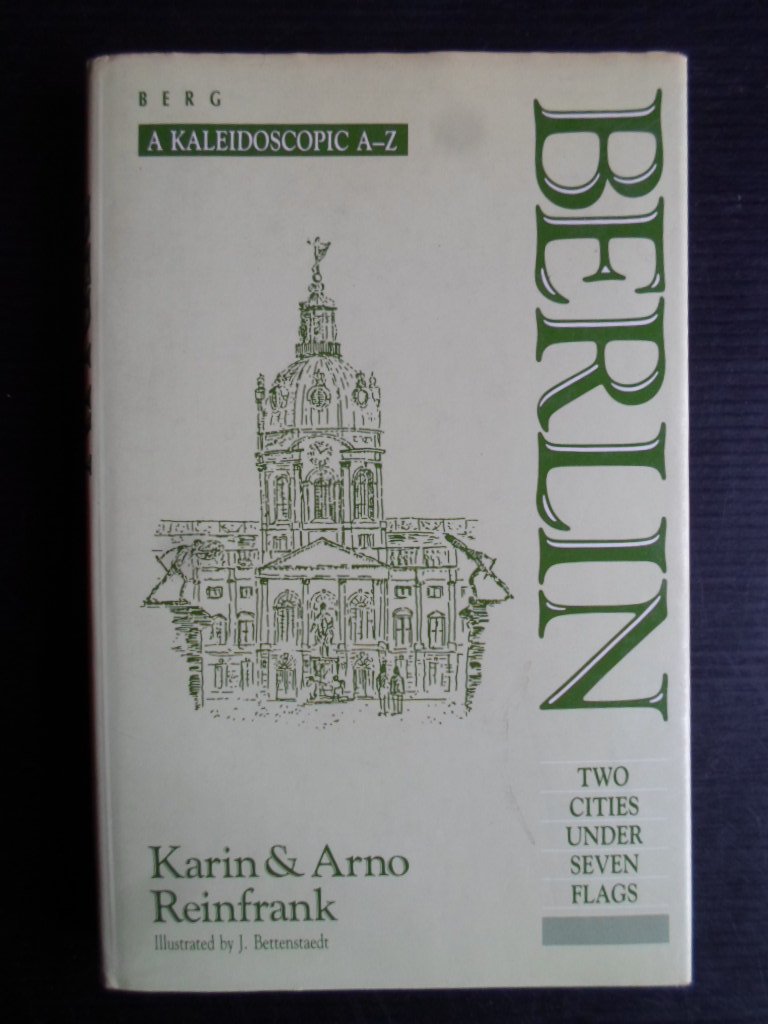 BERG
A KALEIDOSCOPIC A–Z
BERLIN
TWO
CITIES
UNDER
SEVEN
FLAGS
Karin & Arno
Reinfrank
Illustrated by J. Bettenstaedt